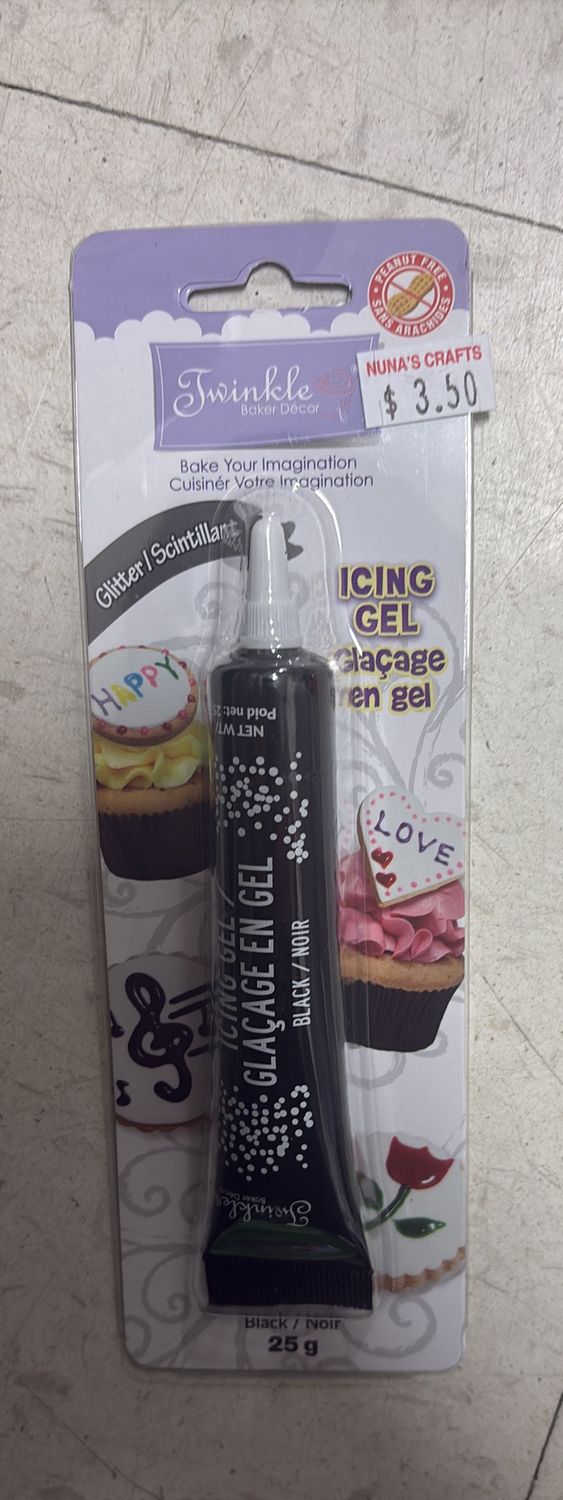 PEANUT FREE
SANS ARACHIDES
NUNA'S CRAFTS
$ 3.50
Twinkle
Baker Décor
Bake Your Imagination
Cuisinér Votre Imagination
Glitter / Scintillant
ICING
GEL
Glaçage
en gel
HAPPY
LOVE
NET WT
Poid net: 25
ICING GEL /
GLAÇAGE EN GEL
BLACK / NOIR
Twinkle
Baker Décor
Black / Noir
25 g